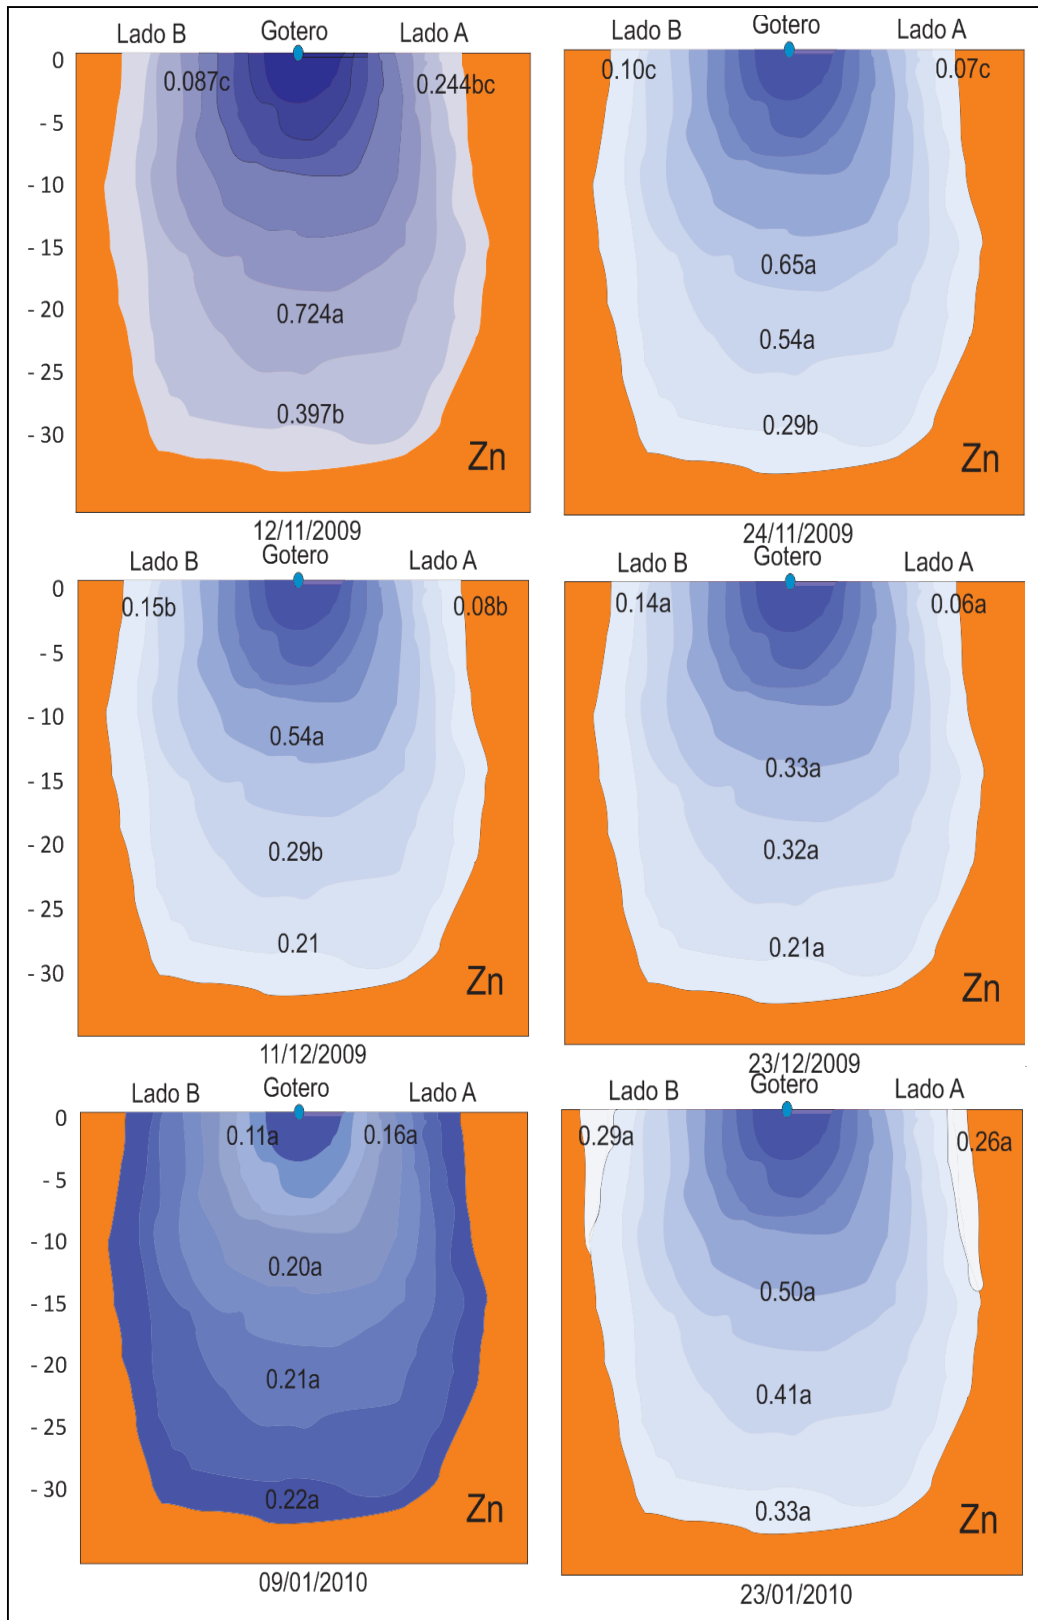 Lado B Gotero Lado A
0 0.087c 0.244bc
- 5
- 10
- 15
- 20 0.724a
- 25
- 30 0.397b
Zn
12/11/2009
Lado B Gotero Lado A
0.10c 0.07c
0.65a
0.54a
0.29b
Zn
24/11/2009
Lado B Gotero Lado A
0 0.15b 0.08b
- 5
- 10
0.54a
- 15
- 20 0.29b
- 25
0.21
- 30 Zn
11/12/2009
Lado B Gotero Lado A
0.14a 0.06a
0.33a
0.32a
0.21a
Zn
23/12/2009
Lado B Gotero Lado A
0 0.11a 0.16a
- 5
- 10
0.20a
- 15
- 20 0.21a
- 25
- 30 0.22a
Zn
09/01/2010
Lado B Gotero Lado A
0.29a 0.26a
0.50a
0.41a
0.33a
Zn
23/01/2010